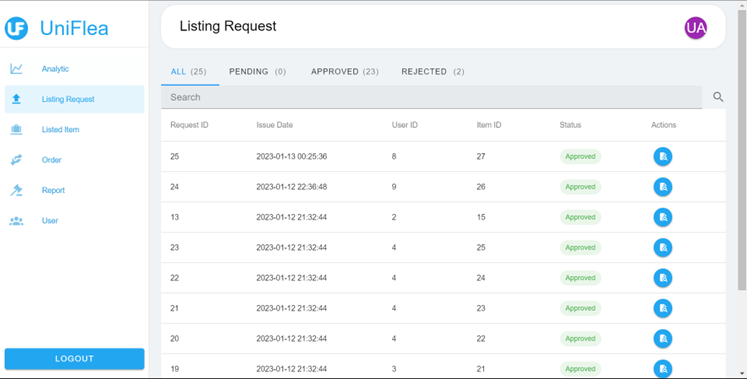 UF UniFlea
Listing Request
UA
Analytic
Listing Request
Listed Item
Order
Report
User
LOGOUT
ALL (25) PENDING (0) APPROVED (23) REJECTED (2)
Search
Request ID Issue Date User ID Item ID Status Actions
25 2023-01-13 00:25:36 8 27 Approved
24 2023-01-12 22:36:48 9 26 Approved
13 2023-01-12 21:32:44 2 15 Approved
23 2023-01-12 21:32:44 4 25 Approved
22 2023-01-12 21:32:44 4 24 Approved
21 2023-01-12 21:32:44 4 23 Approved
20 2023-01-12 21:32:44 4 22 Approved
19 2023-01-12 21:32:44 3 21 Approved